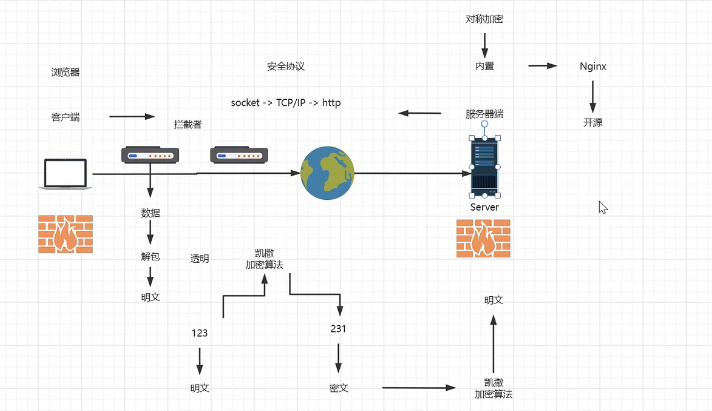 对称加密
浏览器
安全协议
内置
Nginx
socket -> TCP/IP -> http
客户端
拦截者
服务器端
开源
Server
数据
解包
透明
凯撒
加密算法
明文
123
231
明文
明文
密文
凯撒
加密算法